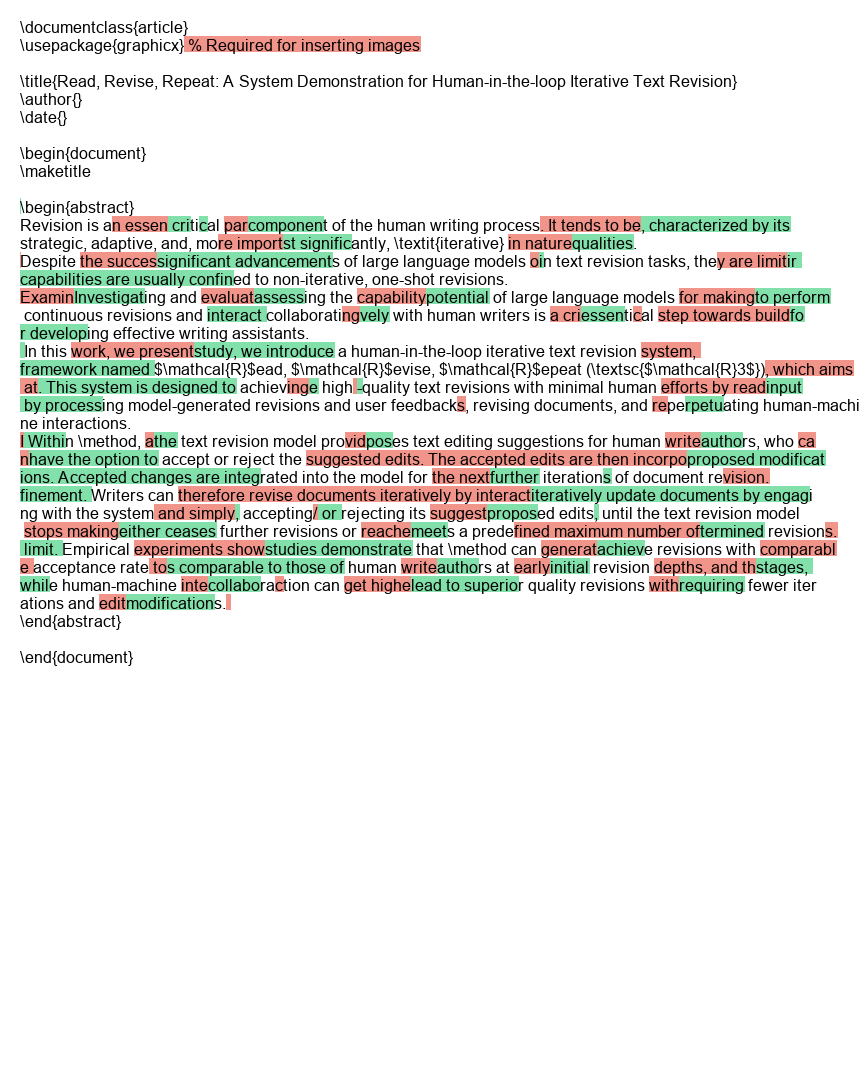 \documentclass{article}
\usepackage{graphicx} % Required for inserting images
\title{Read, Revise, Repeat: A System Demonstration for Human-in-the-loop Iterative Text Revision}
\author{}
\date{}
\begin{document}
\maketitle
\begin{abstract}
Revision is an essen critical parcomponent of the human writing process. It tends to be, characterized by its
strategic, adaptive, and, more importst significantly, \textit{iterative} in naturequalities.
Despite the successignificant advancements of large language models oin text revision tasks, they are limitir
capabilities are usually confined to non-iterative, one-shot revisions.
ExaminInvestigating and evaluatassessing the capabilitypotential of large language models for makingto perform
continuous revisions and interact collaboratingvely with human writers is a criessentical step towards buildfo
r developing effective writing assistants.
In this work, we presentstudy, we introduce a human-in-the-loop iterative text revision system,
framework named $\mathcal{R}$ead, $\mathcal{R}$evise, $\mathcal{R}$epeat (\textsc{$\mathcal{R}3$}), which aims
at. This system is designed to achievinge high -quality text revisions with minimal human efforts by readinput
by processing model-generated revisions and user feedbacks, revising documents, and repeperpetuating human-machi
ne interactions.
I Within \method, athe text revision model providposes text editing suggestions for human writeauthors, who ca
nhave the option to accept or reject the suggested edits. The accepted edits are then incorpoproposed modificat
ions. Accepted changes are integrated into the model for the nextfurther iterations of document revision.
finement. Writers can therefore revise documents iteratively by interactiteratively update documents by engagi
ng with the system and simply, accepting/ or rejecting its suggestproposed edits, until the text revision model
stops makingeither ceases further revisions or reachemeets a predefined maximum number oftermined revisions.
limit. Empirical experiments showstudies demonstrate that \method can generatachieve revisions with comparabl
e acceptance rate tos comparable to those of human writeauthors at earlyinitial revision depths, and thstages,
while human-machine intecollaboraction can get highelead to superior quality revisions withrequiring fewer iter
ations and editmodifications.
\end{abstract}
\end{document}